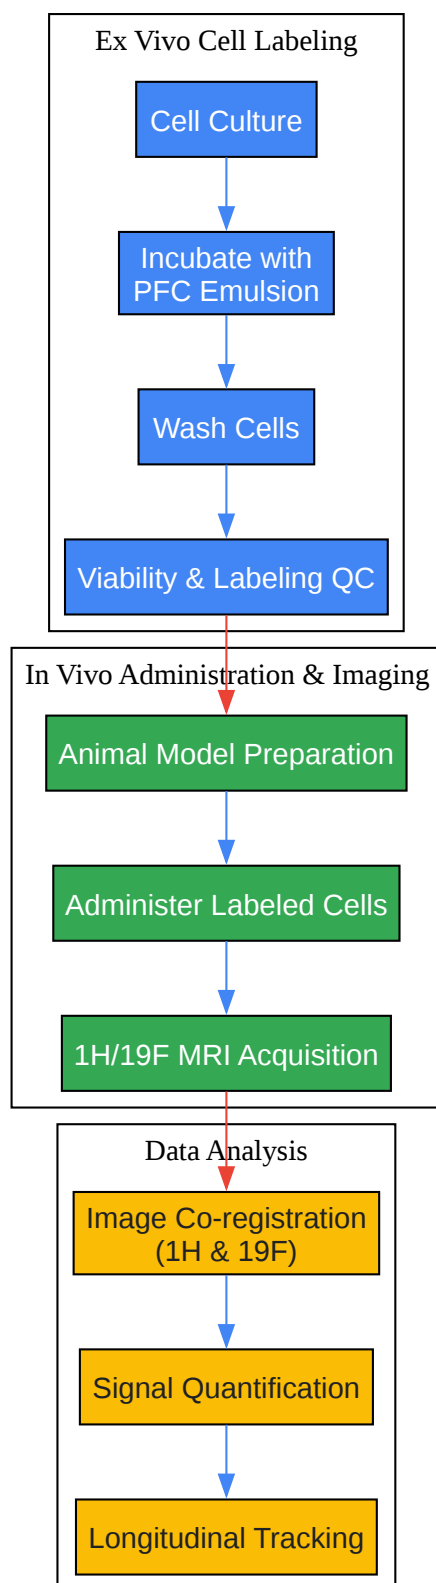 Ex Vivo Cell Labeling
Cell Culture
Incubate with
PFC Emulsion
Wash Cells
Viability & Labeling QC
In Vivo Administration & Imaging
Animal Model Preparation
Administer Labeled Cells
1H/19F MRI Acquisition
Data Analysis
Image Co-registration
(1H & 19F)
Signal Quantification
Longitudinal Tracking